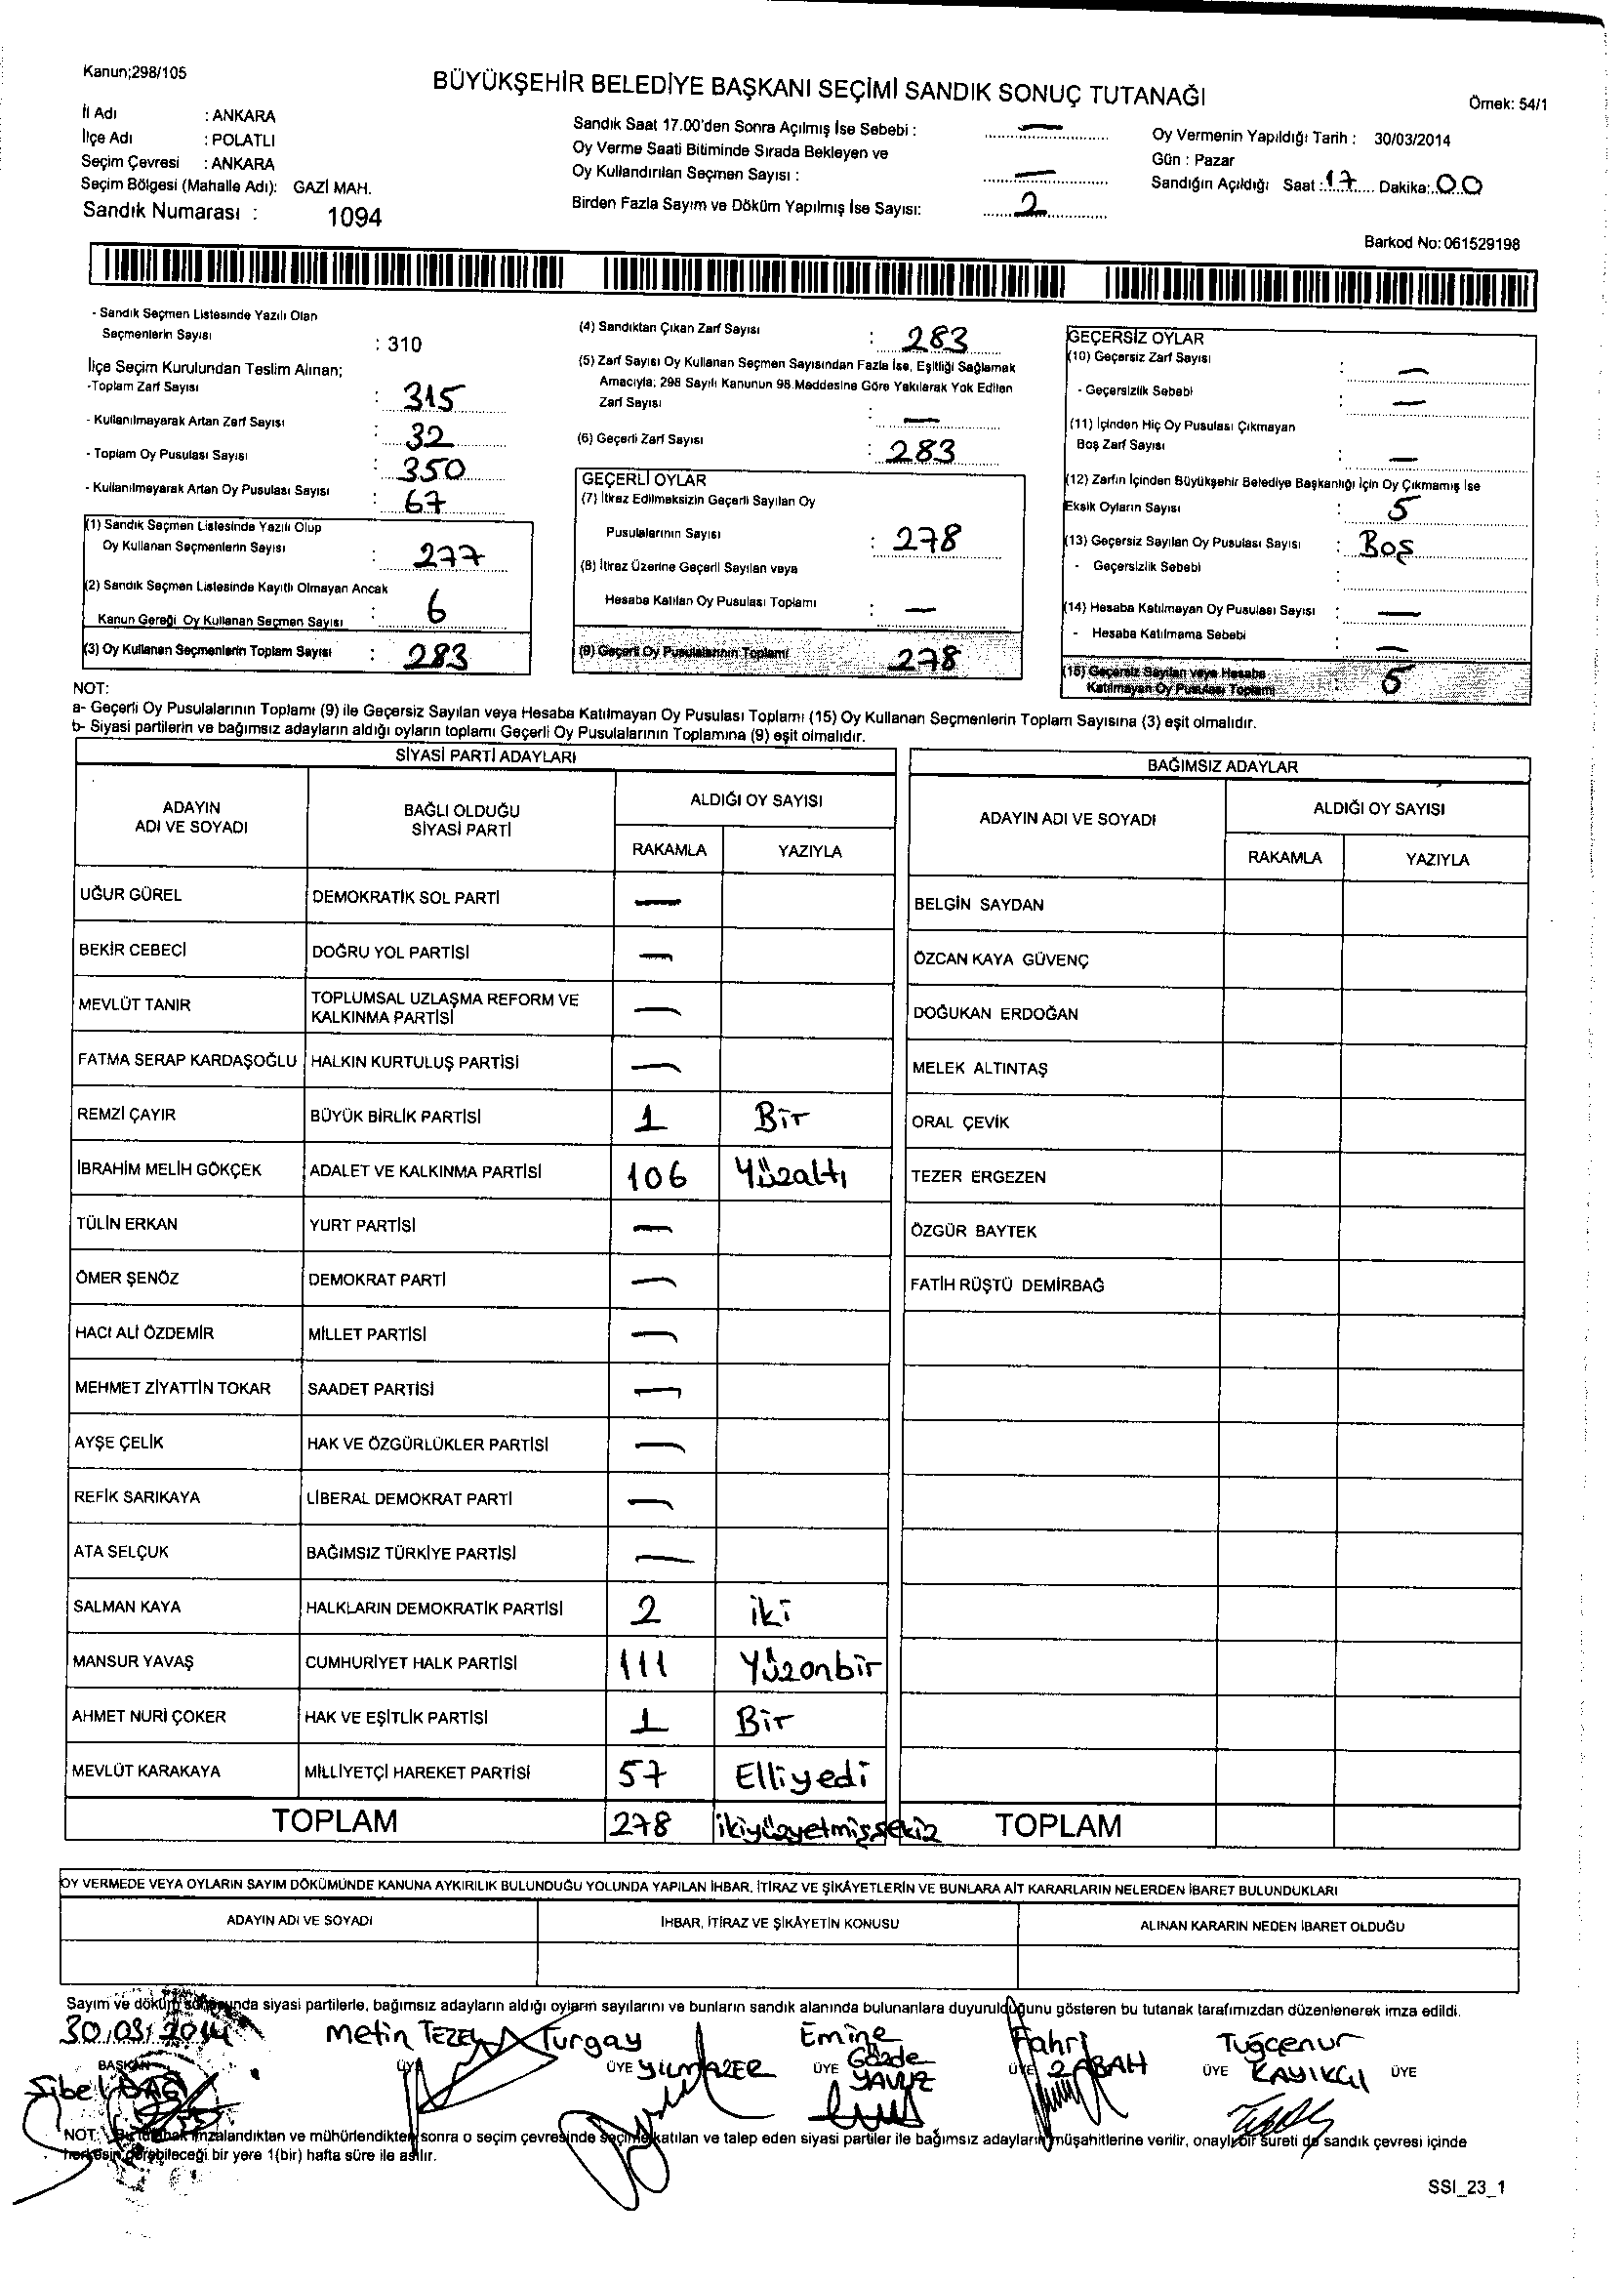 Kanun;298/105
BÜYÜKŞEHİR BELEDİYE BAŞKANI SEÇİMİ SANDIK SONUÇ TUTANAĞI
Örnek: 54/1
İl Adı : ANKARA
İlçe Adı : POLATLI
Seçim Çevresi : ANKARA
Seçim Bölgesi (Mahalle Adı): GAZİ MAH.
Sandık Numarası : 1094
Sandık Saat 17.00'den Sonra Açılmış İse Sebebi : —
Oy Verme Saati Bitiminde Sırada Bekleyen ve
Oy Kullandırılan Seçmen Sayısı : —
Birden Fazla Sayım ve Döküm Yapılmış İse Sayısı: 2
Oy Vermenin Yapıldığı Tarih : 30/03/2014
Gün : Pazar
Sandığın Açıldığı Saat :17 Dakika:00
Barkod No: 061529198
- Sandık Seçmen Listesinde Yazılı Olan
Seçmenlerin Sayısı : 310
İlçe Seçim Kurulundan Teslim Alınan;
-Toplam Zarf Sayısı : 315
- Kullanılmayarak Artan Zarf Sayısı : 32
- Toplam Oy Pusulası Sayısı : 350
- Kullanılmayarak Artan Oy Pusulası Sayısı : 67
(1) Sandık Seçmen Listesinde Yazılı Olup
Oy Kullanan Seçmenlerin Sayısı : 277
(2) Sandık Seçmen Listesinde Kayıtlı Olmayan Ancak
Kanun Gereği Oy Kullanan Seçmen Sayısı : 6
(3) Oy Kullanan Seçmenlerin Toplam Sayısı : 283
(4) Sandıktan Çıkan Zarf Sayısı : 283
(5) Zarf Sayısı Oy Kullanan Seçmen Sayısından Fazla İse, Eşitliği Sağlamak
Amacıyla; 298 Sayılı Kanunun 98.Maddesine Göre Yakılarak Yok Edilen
Zarf Sayısı : —
(6) Geçerli Zarf Sayısı : 283
GEÇERLİ OYLAR
(7) İtiraz Edilmeksizin Geçerli Sayılan Oy
Pusulalarının Sayısı : 278
(8) İtiraz Üzerine Geçerli Sayılan veya
Hesaba Katılan Oy Pusulası Toplamı : —
(9) Geçerli Oy Pusulalarının Toplamı 278
GEÇERSİZ OYLAR
(10) Geçersiz Zarf Sayısı : —
- Geçersizlik Sebebi : —
(11) İçinden Hiç Oy Pusulası Çıkmayan
Boş Zarf Sayısı : —
(12) Zarfın İçinden Büyükşehir Belediye Başkanlığı İçin Oy Çıkmamış İse
Eksik Oyların Sayısı : 5
(13) Geçersiz Sayılan Oy Pusulası Sayısı : Boş
- Geçersizlik Sebebi :
(14) Hesaba Katılmayan Oy Pusulası Sayısı : —
- Hesaba Katılmama Sebebi : —
(15) Geçersiz Sayılan veya Hesaba
Katılmayan Oy Pusulası Toplamı 5
NOT:
a- Geçerli Oy Pusulalarının Toplamı (9) ile Geçersiz Sayılan veya Hesaba Katılmayan Oy Pusulası Toplamı (15) Oy Kullanan Seçmenlerin Toplam Sayısına (3) eşit olmalıdır.
b- Siyasi partilerin ve bağımsız adayların aldığı oyların toplamı Geçerli Oy Pusulalarının Toplamına (9) eşit olmalıdır.
SİYASİ PARTİ ADAYLARI
ADAYIN ADI VE SOYADI
BAĞLI OLDUĞU SİYASİ PARTİ
ALDIĞI OY SAYISI
RAKAMLA YAZIYLA
UĞUR GÜREL DEMOKRATİK SOL PARTİ —
BEKİR CEBECİ DOĞRU YOL PARTİSİ —
MEVLÜT TANIR TOPLUMSAL UZLAŞMA REFORM VE KALKINMA PARTİSİ —
FATMA SERAP KARDAŞOĞLU HALKIN KURTULUŞ PARTİSİ —
REMZİ ÇAYIR BÜYÜK BİRLİK PARTİSİ 1 Bir
İBRAHİM MELİH GÖKÇEK ADALET VE KALKINMA PARTİSİ 106 Yüzaltı
TÜLİN ERKAN YURT PARTİSİ —
ÖMER ŞENÖZ DEMOKRAT PARTİ —
HACI ALİ ÖZDEMİR MİLLET PARTİSİ —
MEHMET ZİYATTİN TOKAR SAADET PARTİSİ —
AYŞE ÇELİK HAK VE ÖZGÜRLÜKLER PARTİSİ —
REFİK SARIKAYA LİBERAL DEMOKRAT PARTİ —
ATA SELÇUK BAĞIMSIZ TÜRKİYE PARTİSİ —
SALMAN KAYA HALKLARIN DEMOKRATİK PARTİSİ 2 iki
MANSUR YAVAŞ CUMHURİYET HALK PARTİSİ 111 Yüzonbir
AHMET NURİ ÇOKER HAK VE EŞİTLİK PARTİSİ 1 Bir
MEVLÜT KARAKAYA MİLLİYETÇİ HAREKET PARTİSİ 57 Elliyedi
TOPLAM 278 ikiyüzyetmişsekiz
BAĞIMSIZ ADAYLAR
ADAYIN ADI VE SOYADI
ALDIĞI OY SAYISI
RAKAMLA YAZIYLA
BELGİN SAYDAN
ÖZCAN KAYA GÜVENÇ
DOĞUKAN ERDOĞAN
MELEK ALTINTAŞ
ORAL ÇEVİK
TEZER ERGEZEN
ÖZGÜR BAYTEK
FATİH RÜŞTÜ DEMİRBAĞ
TOPLAM
OY VERMEDE VEYA OYLARIN SAYIM DÖKÜMÜNDE KANUNA AYKIRILIK BULUNDUĞU YOLUNDA YAPILAN İHBAR, İTİRAZ VE ŞİKÂYETLERİN VE BUNLARA AİT KARARLARIN NELERDEN İBARET BULUNDUKLARI
ADAYIN ADI VE SOYADI İHBAR, İTİRAZ VE ŞİKÂYETİN KONUSU ALINAN KARARIN NEDEN İBARET OLDUĞU
Sayım ve döküm sonucunda siyasi partilerle, bağımsız adayların aldığı oyların sayılarını ve bunların sandık alanında bulunanlara duyurulduğunu gösteren bu tutanak tarafımızdan düzenlenerek imza edildi.
30/03/2014
BAŞKAN
Sibel DAĞ
Metin TEZEL
ÜYE
Turgay
ÜYE YILMAZER
Emine
ÜYE Gözde
YAVUZ
Fahri
ÜYE ZABAH
Tuğçenur
ÜYE KAYIKÇI
ÜYE
NOT: Bu tutanak imzalandıktan ve mühürlendikten sonra o seçim çevresinde seçime katılan ve talep eden siyasi partiler ile bağımsız adayların müşahitlerine verilir, onaylı bir sureti de sandık çevresi içinde
herkesin görebileceği bir yere 1(bir) hafta süre ile asılır.
SSI_23_1